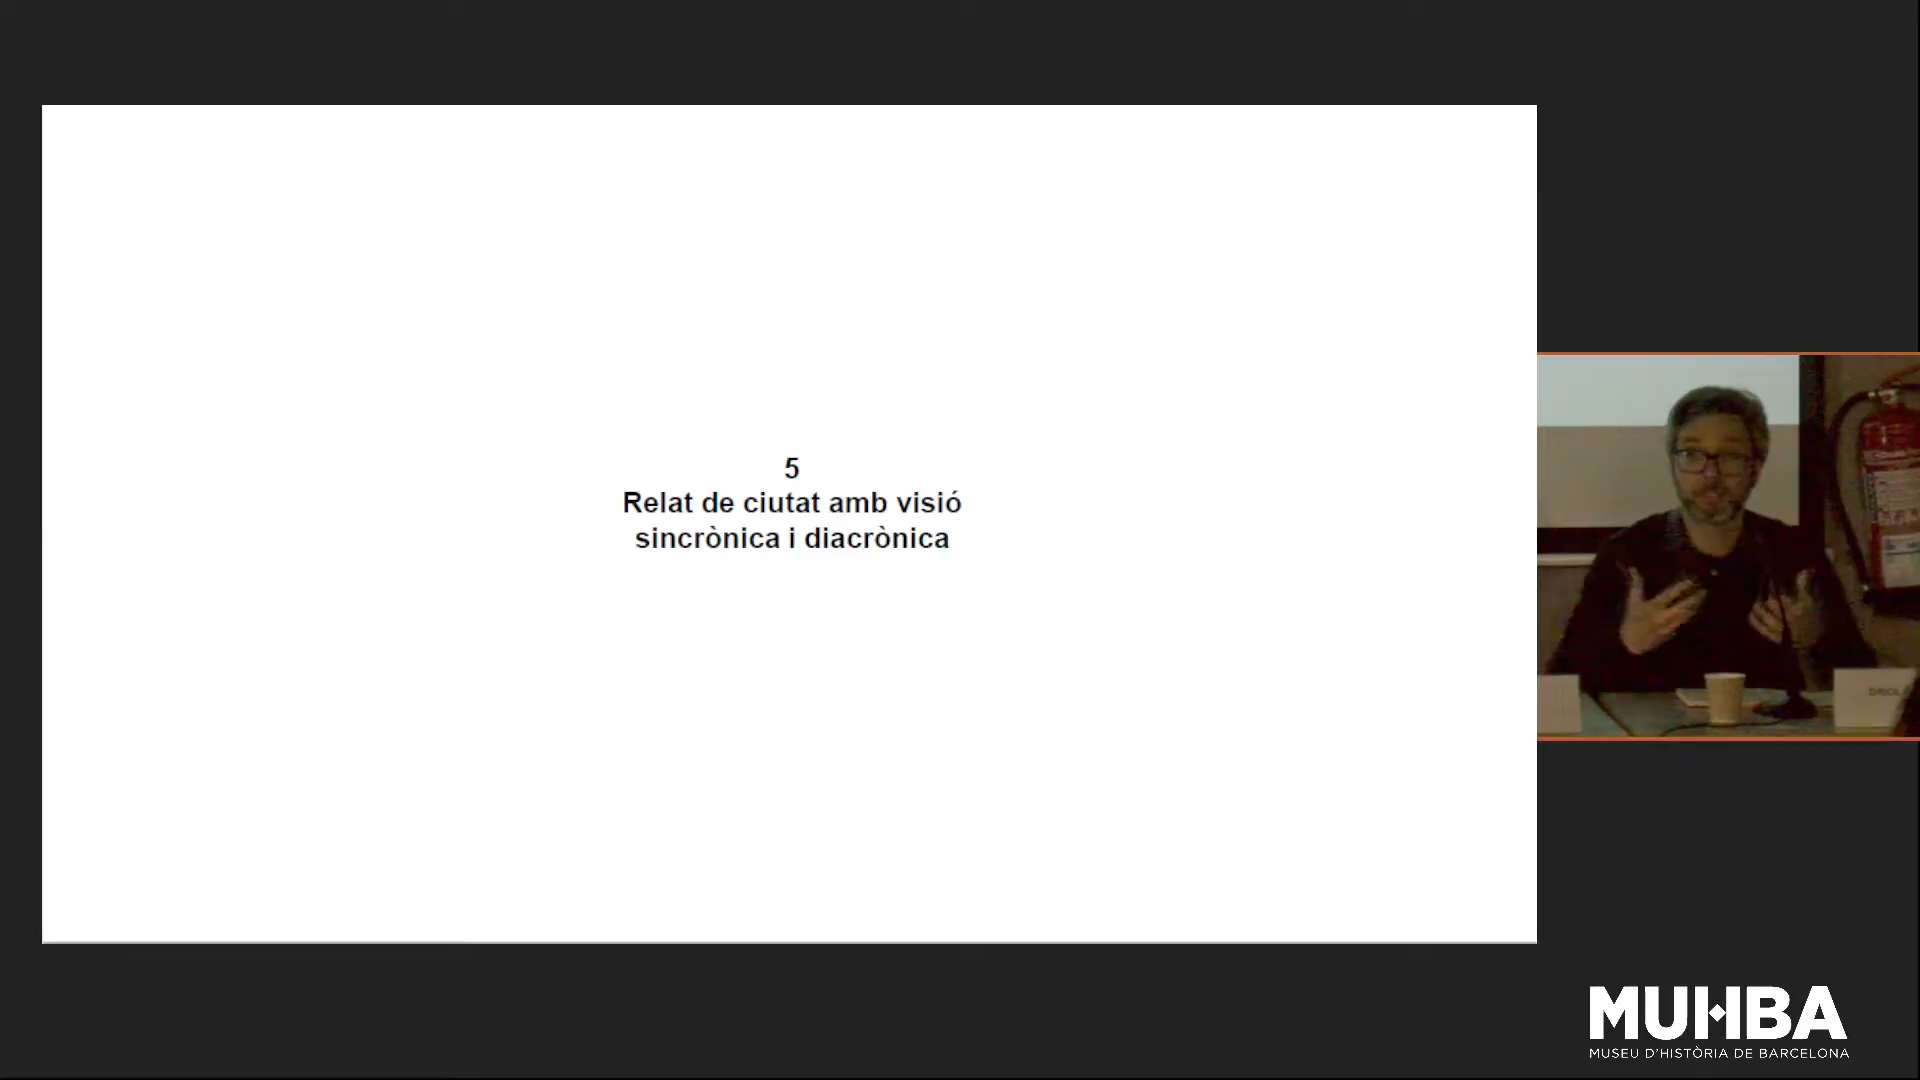 5
Relat de ciutat amb visió
sincrònica i diacrònica
MUHBA
MUSEU D'HISTÒRIA DE BARCELONA